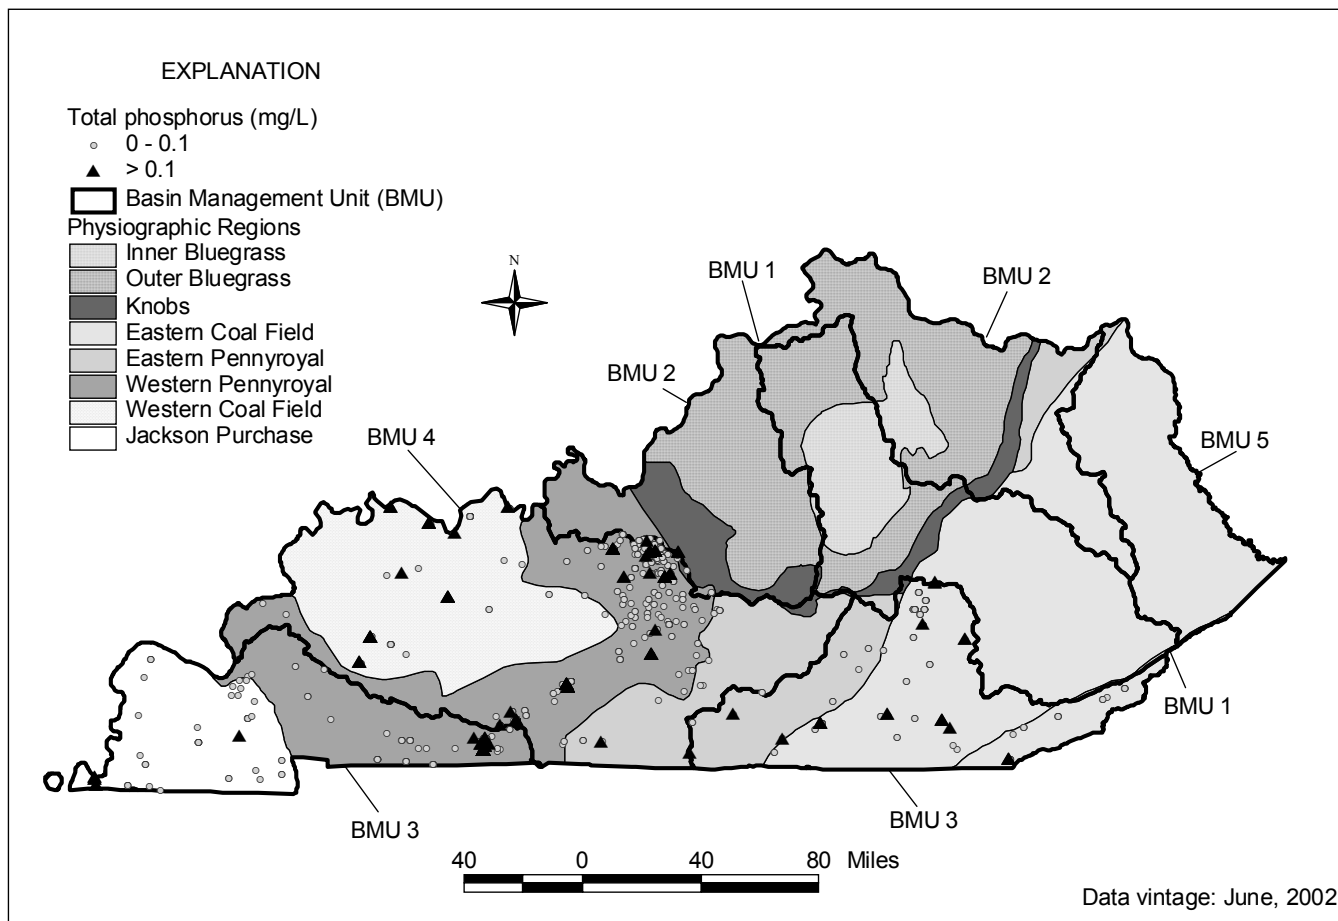 EXPLANATION
Total phosphorus (mg/L)
0 - 0.1
> 0.1
Basin Management Unit (BMU)
Physiographic Regions
Inner Bluegrass
Outer Bluegrass
Knobs
Eastern Coal Field
Eastern Pennyroyal
Western Pennyroyal
Western Coal Field
Jackson Purchase
N
BMU 1
BMU 2
BMU 2
BMU 4
BMU 5
BMU 1
BMU 3
BMU 3
40 0 40 80 Miles
Data vintage: June, 2002